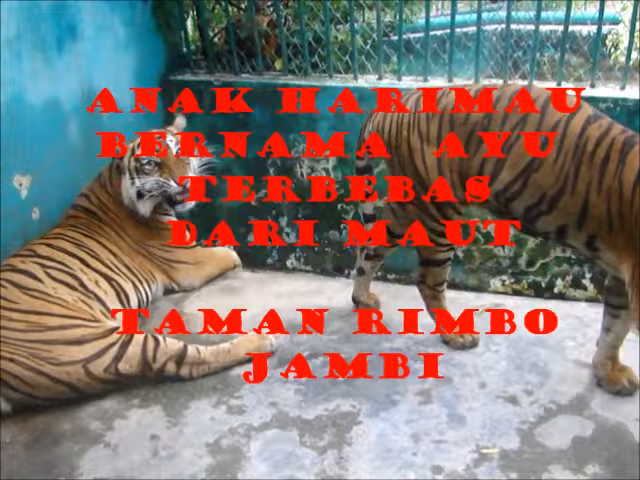 ANAK HARIMAU
BERNAMA AYU
TERBEBAS
DARI MAUT
TAMAN RIMBO
JAMBI